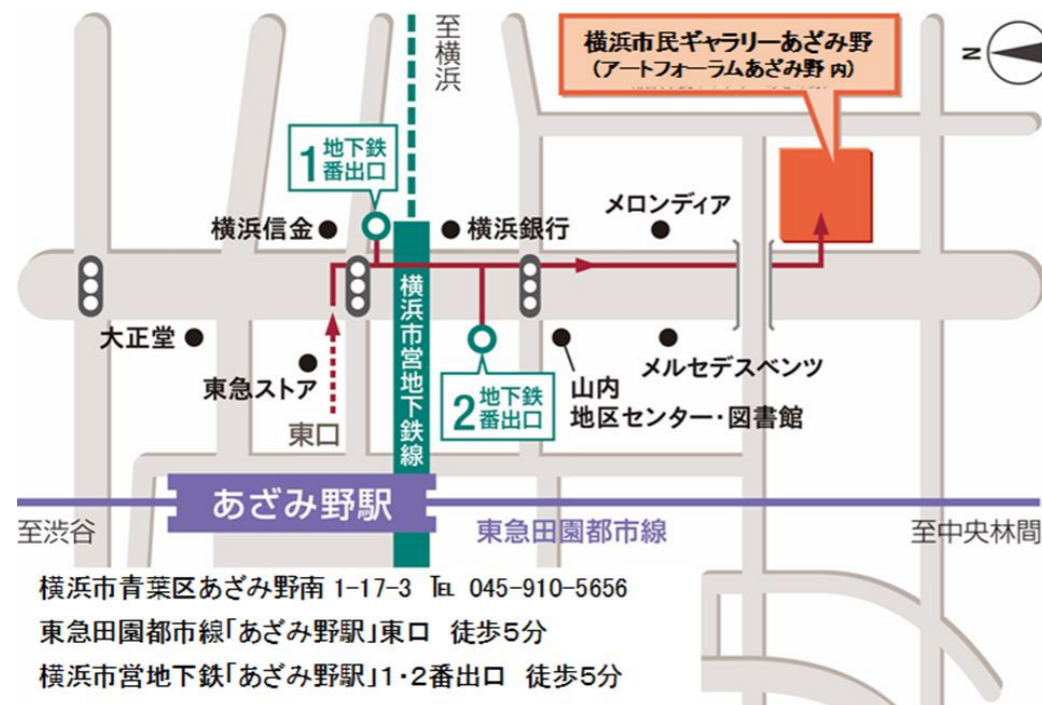 至横浜
横浜市民ギャラリーあざみ野
(アートフォーラムあざみ野 内)
N
1 地下鉄
番出口
横浜信金
横浜銀行
メロンディア
横浜市営地下鉄線
大正堂
東急ストア
東口
2 地下鉄
番出口
山内
地区センター・図書館
メルセデスベンツ
あざみ野駅
至渋谷
東急田園都市線
至中央林間
横浜市青葉区あざみ野南 1-17-3 ℡ 045-910-5656
東急田園都市線「あざみ野駅」東口 徒歩5分
横浜市営地下鉄「あざみ野駅」1・2番出口 徒歩5分